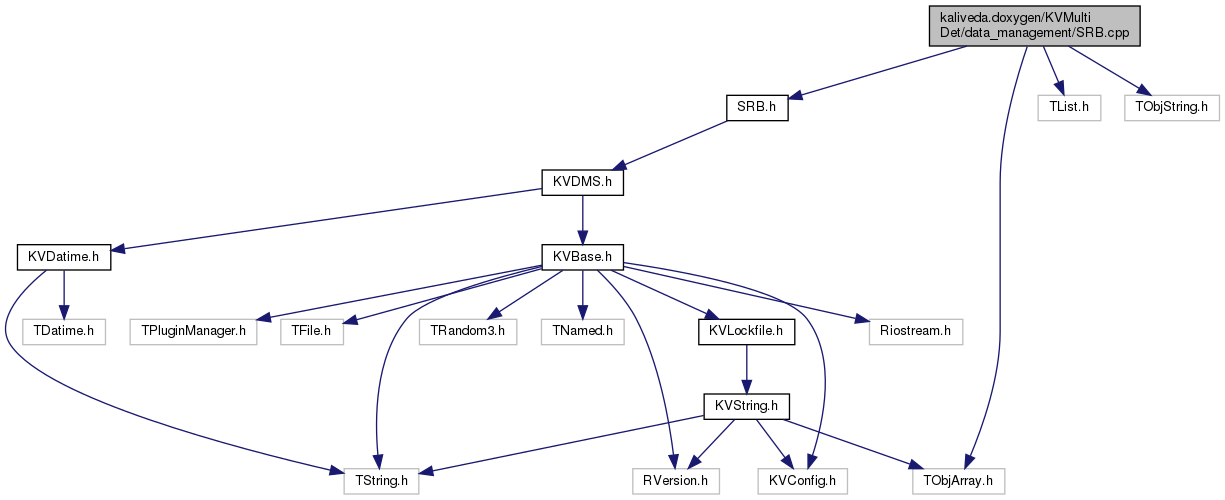 kaliveda.doxygen/KVMulti
Det/data_management/SRB.cpp
SRB.h
TList.h
TObjString.h
KVDMS.h
KVDatime.h
KVBase.h
TDatime.h
TPluginManager.h
TFile.h
TRandom3.h
TNamed.h
KVLockfile.h
Riostream.h
KVString.h
TString.h
RVersion.h
KVConfig.h
TObjArray.h